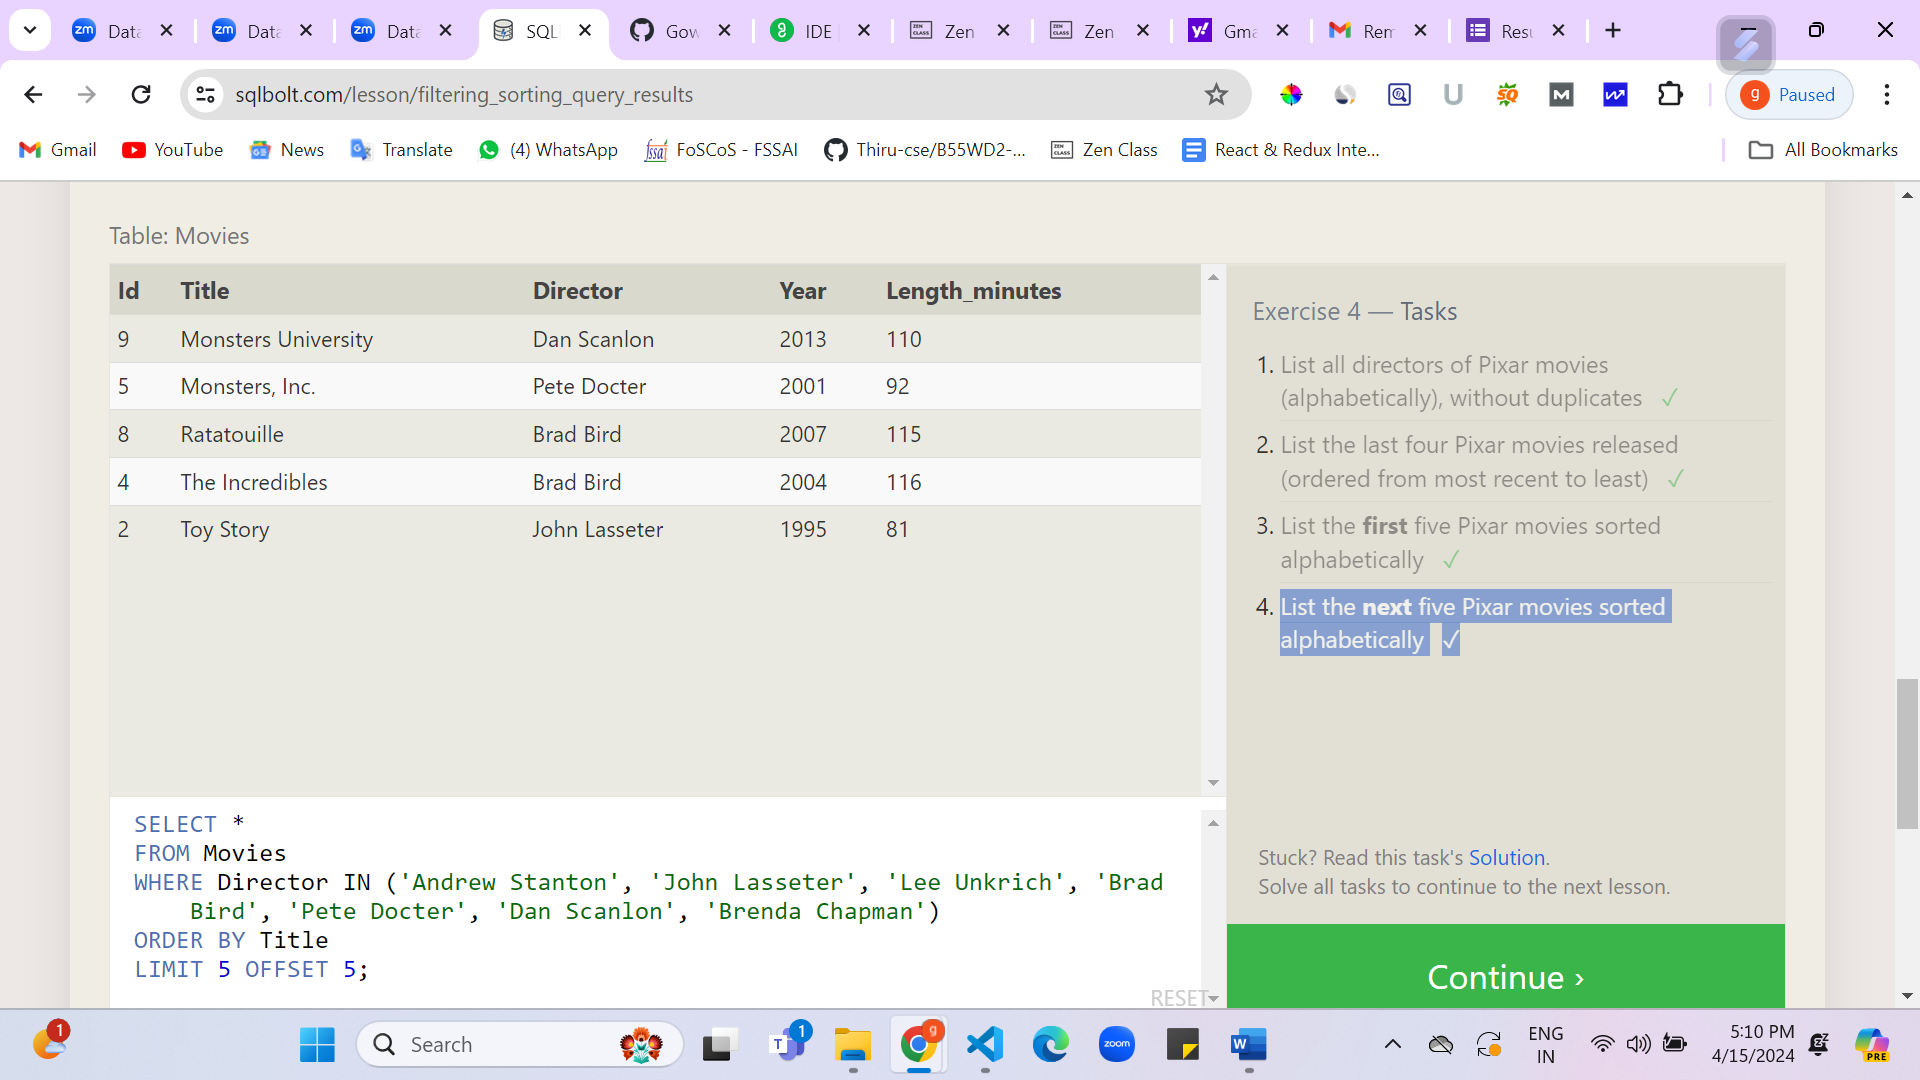 zm Data
zm Data
zm Data
SQL
Gow
IDE
Zen
Zen
Gma
Rem
Resu
sqlbolt.com/lesson/filtering_sorting_query_results
U
M
g Paused
Gmail
YouTube
News
Translate
(4) WhatsApp
fssai FoSCoS - FSSAI
Thiru-cse/B55WD2-...
Zen Class
React & Redux Inte...
All Bookmarks
Table: Movies
Id Title Director Year Length_minutes
9 Monsters University Dan Scanlon 2013 110
5 Monsters, Inc. Pete Docter 2001 92
8 Ratatouille Brad Bird 2007 115
4 The Incredibles Brad Bird 2004 116
2 Toy Story John Lasseter 1995 81
Exercise 4 — Tasks
1. List all directors of Pixar movies
(alphabetically), without duplicates ✓
2. List the last four Pixar movies released
(ordered from most recent to least) ✓
3. List the first five Pixar movies sorted
alphabetically ✓
4. List the next five Pixar movies sorted
alphabetically ✓
Stuck? Read this task's Solution.
Solve all tasks to continue to the next lesson.
Continue ›
SELECT *
FROM Movies
WHERE Director IN ('Andrew Stanton', 'John Lasseter', 'Lee Unkrich', 'Brad
Bird', 'Pete Docter', 'Dan Scanlon', 'Brenda Chapman')
ORDER BY Title
LIMIT 5 OFFSET 5;
RESET
1
Search
T 1
g
zoom
W
ENG
IN
5:10 PM
4/15/2024
PRE